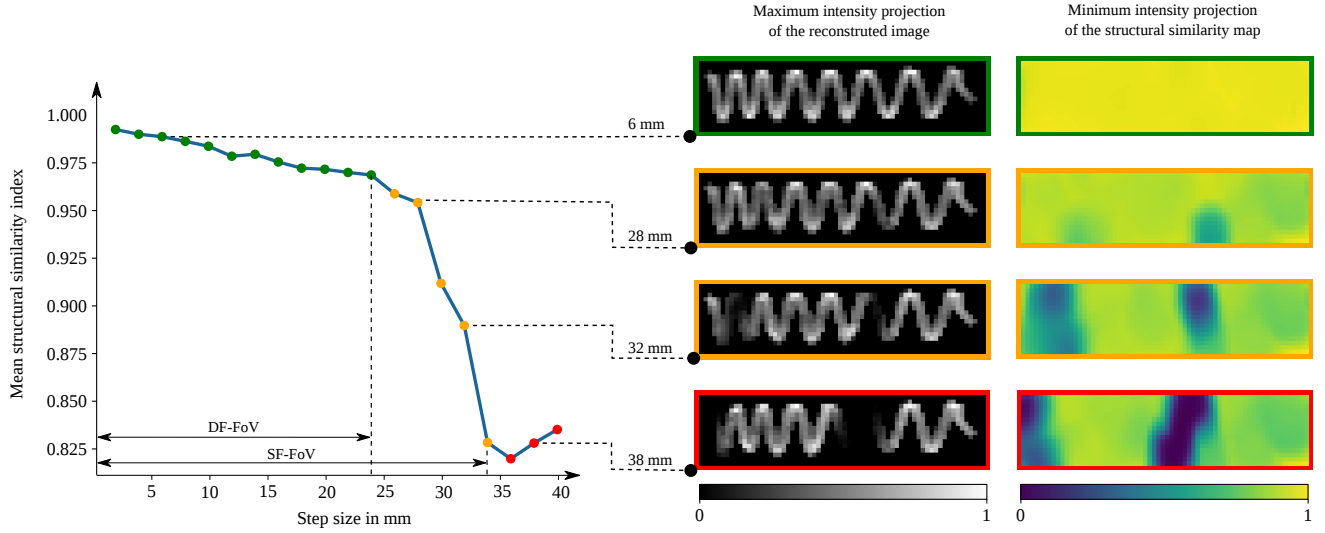 Maximum intensity projection
of the reconstruted image
Minimum intensity projection
of the structural similarity map
Mean structural similarity index
1.000
0.975
0.950
0.925
0.900
0.875
0.850
0.825
DF-FoV
SF-FoV
5
10
15
20
25
30
35
40
Step size in mm
6 mm
28 mm
32 mm
38 mm
0
1
0
1